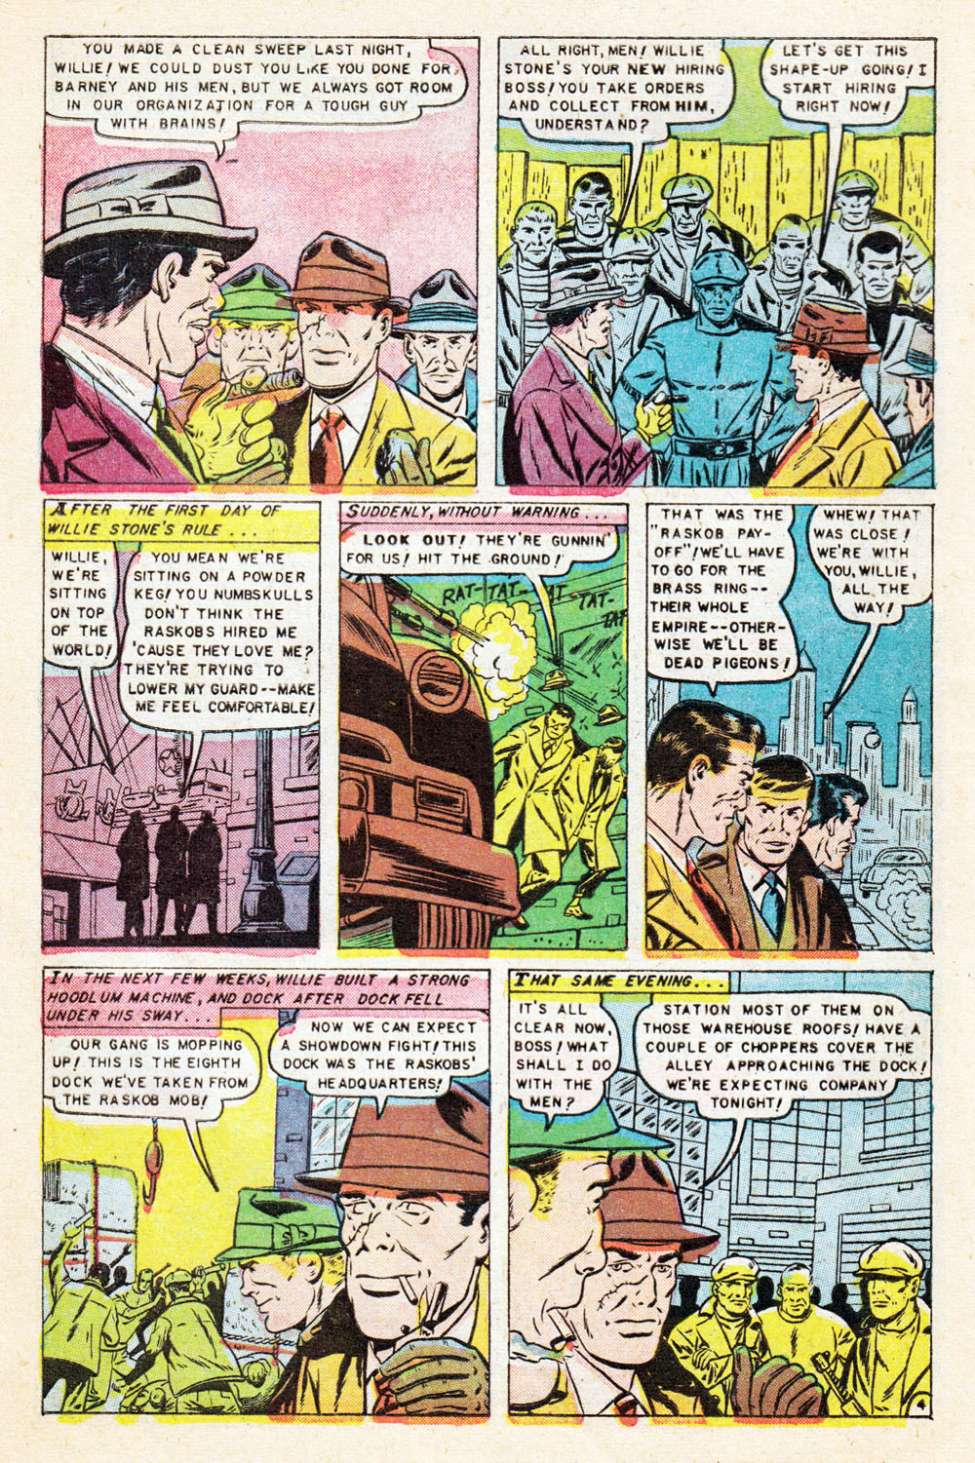 YOU MADE A CLEAN SWEEP LAST NIGHT,
WILLIE! WE COULD DUST YOU LIKE YOU DONE FOR
BARNEY AND HIS MEN, BUT WE ALWAYS GOT ROOM
IN OUR ORGANIZATION FOR A TOUGH GUY
WITH BRAINS!
ALL RIGHT, MEN! WILLIE
STONE'S YOUR NEW HIRING
BOSS! YOU TAKE ORDERS
AND COLLECT FROM HIM,
UNDERSTAND?
LET'S GET THIS
SHAPE-UP GOING! I
START HIRING
RIGHT NOW!
AFTER THE FIRST DAY OF
WILLIE STONE'S RULE...
WILLIE,
WE'RE
SITTING
ON TOP
OF THE
WORLD!
YOU MEAN WE'RE
SITTING ON A POWDER
KEG! YOU NUMBSKULLS
DON'T THINK THE
RASKOBS HIRED ME
'CAUSE THEY LOVE ME?
THEY'RE TRYING TO
LOWER MY GUARD--MAKE
ME FEEL COMFORTABLE!
SUDDENLY, WITHOUT WARNING...
LOOK OUT! THEY'RE GUNNIN'
FOR US! HIT THE GROUND!
RAT-TAT-TAT-TAT-
TAT
THAT WAS THE
"RASKOB PAY-
OFF"! WE'LL HAVE
TO GO FOR THE
BRASS RING--
THEIR WHOLE
EMPIRE--OTHER-
WISE WE'LL BE
DEAD PIGEONS!
WHEW! THAT
WAS CLOSE!
WE'RE WITH
YOU, WILLIE,
ALL THE
WAY!
IN THE NEXT FEW WEEKS, WILLIE BUILT A STRONG
HOODLUM MACHINE, AND DOCK AFTER DOCK FELL
UNDER HIS SWAY...
OUR GANG IS MOPPING
UP! THIS IS THE EIGHTH
DOCK WE'VE TAKEN FROM
THE RASKOB MOB!
NOW WE CAN EXPECT
A SHOWDOWN FIGHT! THIS
DOCK WAS THE RASKOBS'
HEADQUARTERS!
THAT SAME EVENING...
IT'S ALL
CLEAR NOW,
BOSS! WHAT
SHALL I DO
WITH THE
MEN?
STATION MOST OF THEM ON
THOSE WAREHOUSE ROOFS! HAVE A
COUPLE OF CHOPPERS COVER THE
ALLEY APPROACHING THE DOCK!
WE'RE EXPECTING COMPANY
TONIGHT!
4